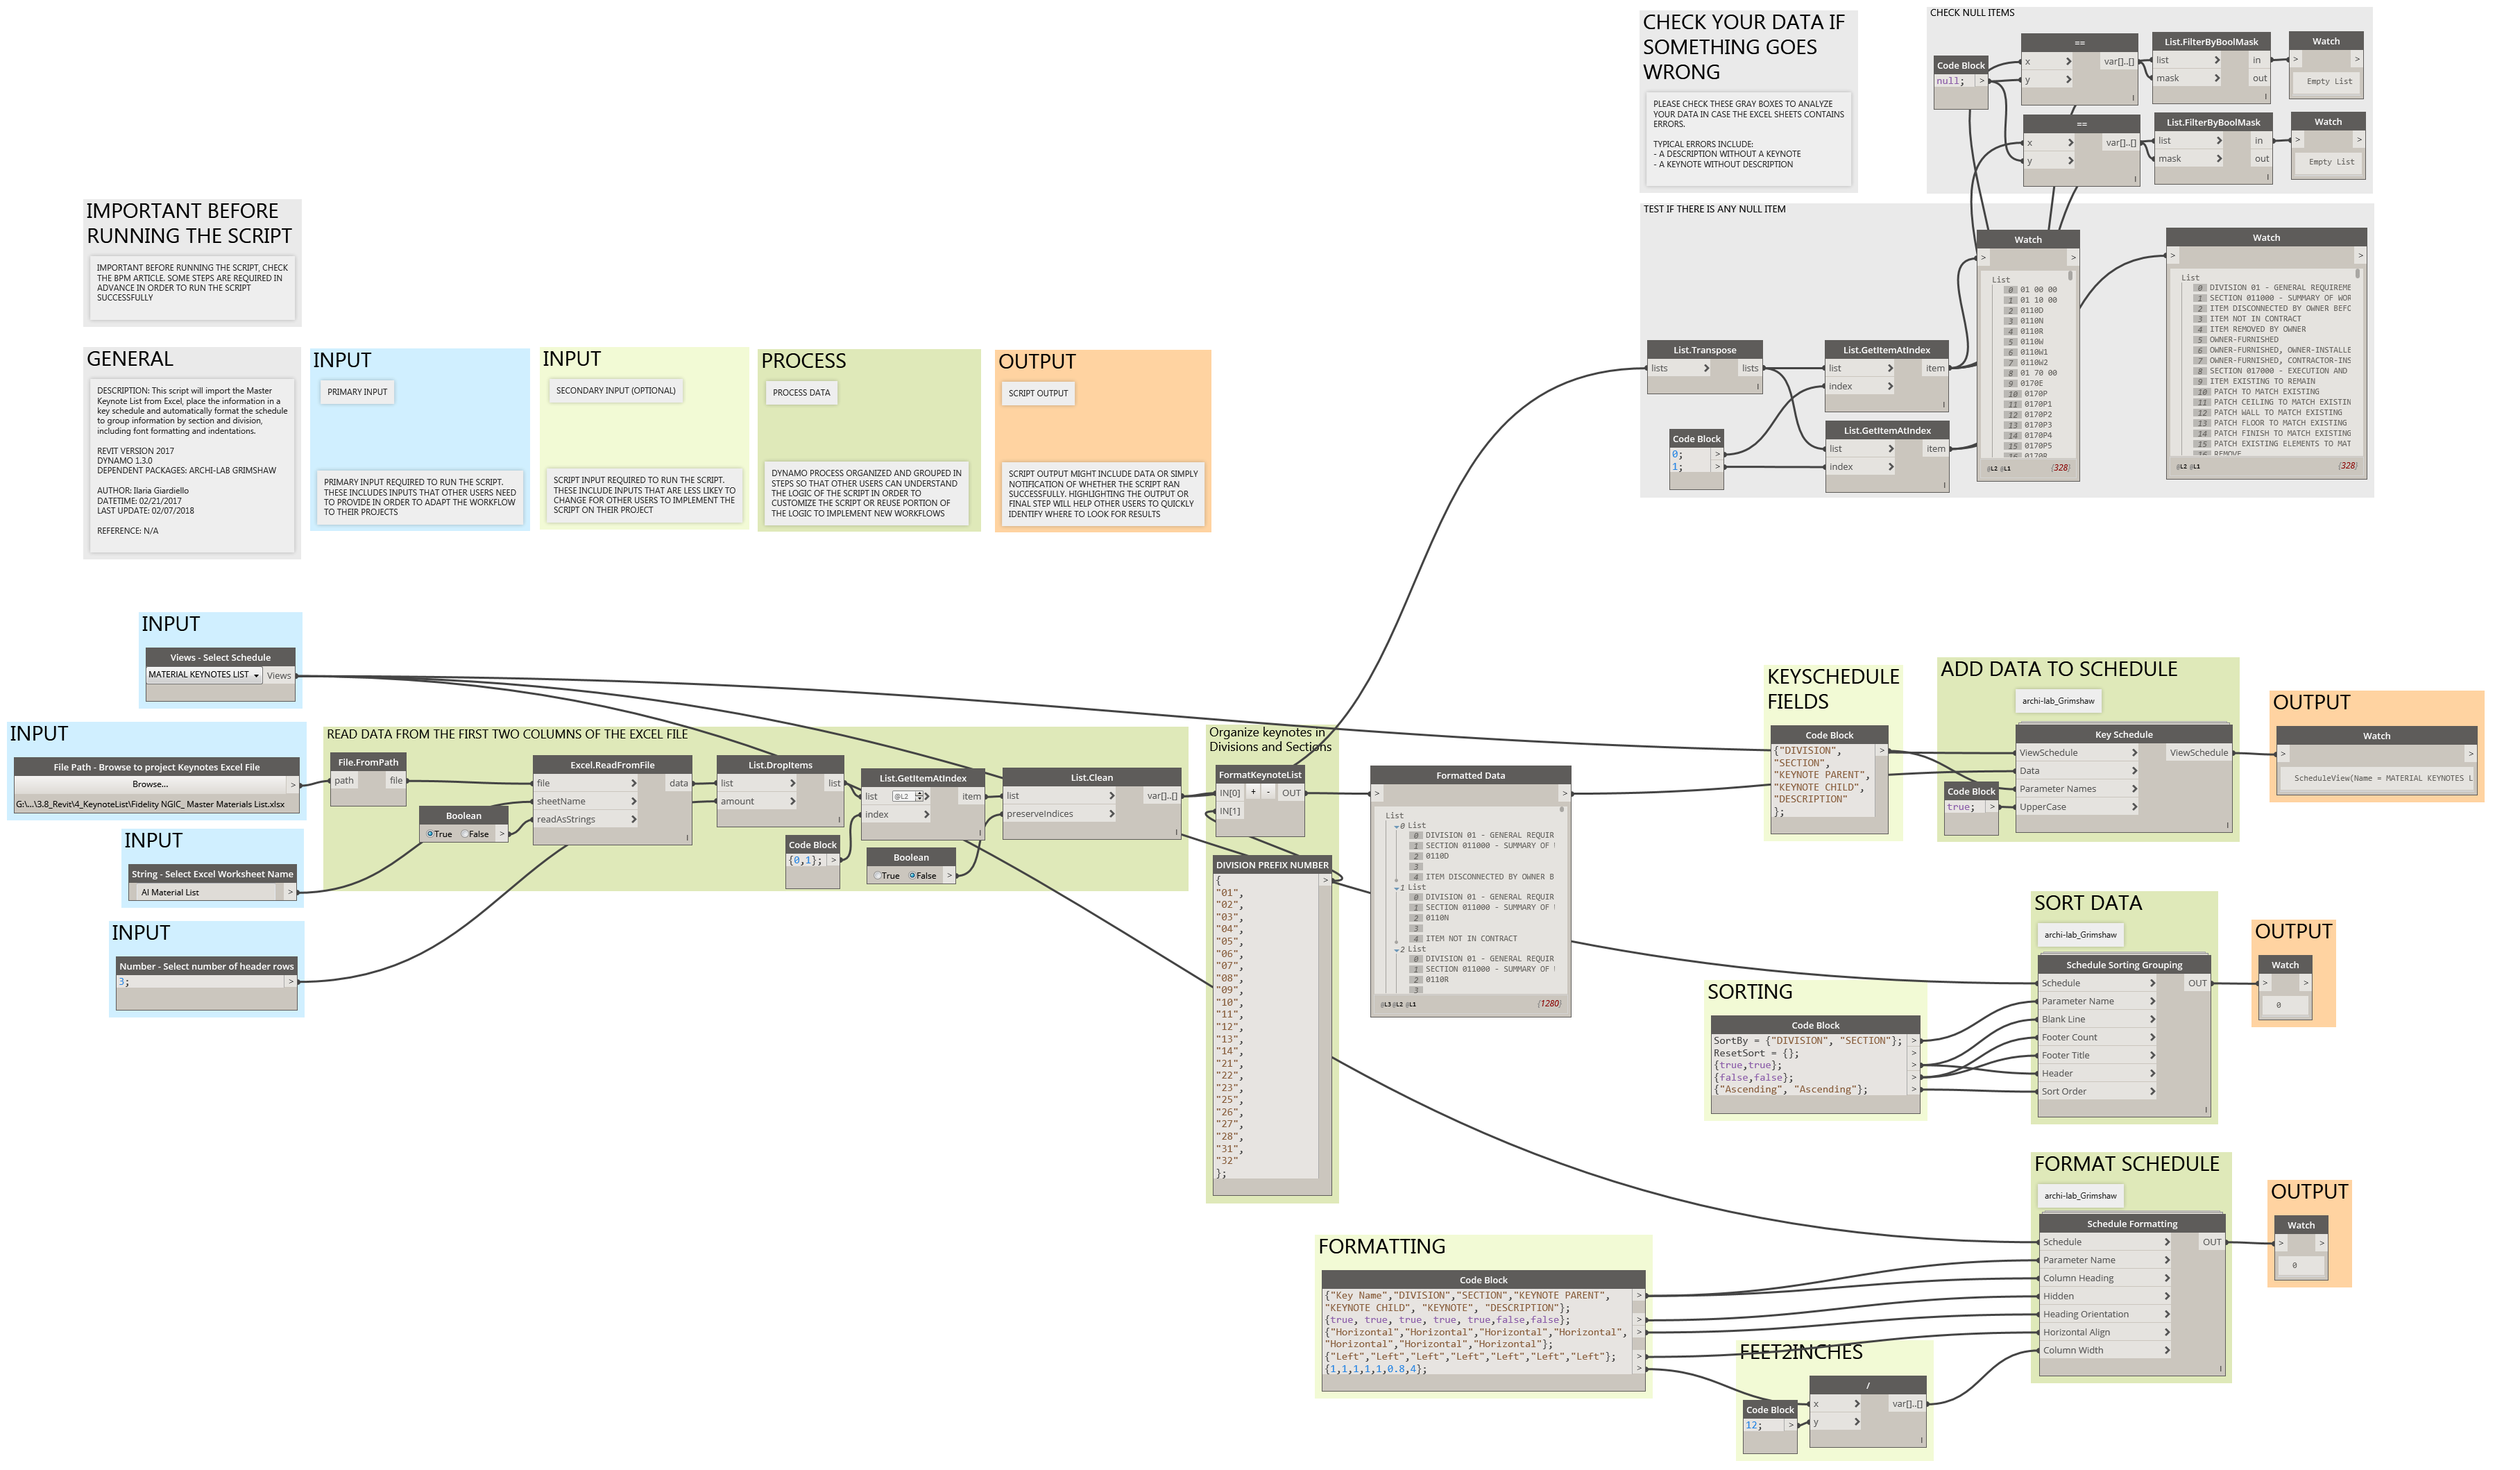 CHECK YOUR DATA IF
SOMETHING GOES
WRONG
PLEASE CHECK THESE GRAY BOXES TO ANALYZE
YOUR DATA IN CASE THE EXCEL SHEETS CONTAINS
ERRORS.
TYPICAL ERRORS INCLUDE:
- A DESCRIPTION WITHOUT A KEYNOTE
- A KEYNOTE WITHOUT DESCRIPTION
CHECK NULL ITEMS
Code Block
null; >
==
x > var[]..[]
y >
l
List.FilterByBoolMask
list > in
mask > out
l
Watch
> >
Empty List
==
x > var[]..[]
y >
l
List.FilterByBoolMask
list > in
mask > out
l
Watch
> >
Empty List
TEST IF THERE IS ANY NULL ITEM
List.Transpose
lists > lists
l
Code Block
0; >
1; >
List.GetItemAtIndex
list > item
index >
l
List.GetItemAtIndex
list > item
index >
l
Watch
> >
List
0 01 00 00
1 01 10 00
2 0110D
3 0110N
4 0110R
5 0110W
6 0110W1
7 0110W2
8 01 70 00
9 0170E
10 0170P
11 0170P1
12 0170P2
13 0170P3
14 0170P4
15 0170P5
16 0170R
@L2 @L1 {328}
Watch
> >
List
0 DIVISION 01 - GENERAL REQUIREME
1 SECTION 011000 - SUMMARY OF WOR
2 ITEM DISCONNECTED BY OWNER BEFC
3 ITEM NOT IN CONTRACT
4 ITEM REMOVED BY OWNER
5 OWNER-FURNISHED
6 OWNER-FURNISHED, OWNER-INSTALLE
7 OWNER-FURNISHED, CONTRACTOR-INS
8 SECTION 017000 - EXECUTION AND
9 ITEM EXISTING TO REMAIN
10 PATCH TO MATCH EXISTING
11 PATCH CEILING TO MATCH EXISTIN
12 PATCH WALL TO MATCH EXISTING
13 PATCH FLOOR TO MATCH EXISTING
14 PATCH FINISH TO MATCH EXISTING
15 PATCH EXISTING ELEMENTS TO MAT
16 REMOVE
@L2 @L1 {328}
IMPORTANT BEFORE
RUNNING THE SCRIPT
IMPORTANT BEFORE RUNNING THE SCRIPT, CHECK
THE BPM ARTICLE. SOME STEPS ARE REQUIRED IN
ADVANCE IN ORDER TO RUN THE SCRIPT
SUCCESSFULLY
GENERAL
DESCRIPTION: This script will import the Master
Keynote List from Excel, place the information in a
key schedule and automatically format the schedule
to group information by section and division,
including font formatting and indentations.
REVIT VERSION 2017
DYNAMO 1.3.0
DEPENDENT PACKAGES: ARCHI-LAB GRIMSHAW
AUTHOR: Ilaria Giardiello
DATETIME: 02/21/2017
LAST UPDATE: 02/07/2018
REFERENCE: N/A
INPUT
PRIMARY INPUT
PRIMARY INPUT REQUIRED TO RUN THE SCRIPT.
THESE INCLUDES INPUTS THAT OTHER USERS NEED
TO PROVIDE IN ORDER TO ADAPT THE WORKFLOW
TO THEIR PROJECTS
INPUT
SECONDARY INPUT (OPTIONAL)
SCRIPT INPUT REQUIRED TO RUN THE SCRIPT.
THESE INCLUDE INPUTS THAT ARE LESS LIKEY TO
CHANGE FOR OTHER USERS TO IMPLEMENT THE
SCRIPT ON THEIR PROJECT
PROCESS
PROCESS DATA
DYNAMO PROCESS ORGANIZED AND GROUPED IN
STEPS SO THAT OTHER USERS CAN UNDERSTAND
THE LOGIC OF THE SCRIPT IN ORDER TO
CUSTOMIZE THE SCRIPT OR REUSE PORTION OF
THE LOGIC TO IMPLEMENT NEW WORKFLOWS
OUTPUT
SCRIPT OUTPUT
SCRIPT OUTPUT MIGHT INCLUDE DATA OR SIMPLY
NOTIFICATION OF WHETHER THE SCRIPT RAN
SUCCESSFULLY. HIGHLIGHTING THE OUTPUT OR
FINAL STEP WILL HELP OTHER USERS TO QUICKLY
IDENTIFY WHERE TO LOOK FOR RESULTS
INPUT
Views - Select Schedule
MATERIAL KEYNOTES LIST Views
INPUT
File Path - Browse to project Keynotes Excel File
Browse... >
G:\...\3.8_Revit\4_KeynoteList\Fidelity NGIC_ Master Materials List.xlsx
INPUT
String - Select Excel Worksheet Name
AI Material List >
INPUT
Number - Select number of header rows
3; >
READ DATA FROM THE FIRST TWO COLUMNS OF THE EXCEL FILE
File.FromPath
path file
Boolean
True False >
Excel.ReadFromFile
file > data
sheetName >
readAsStrings >
l
List.DropItems
list > list
amount >
l
Code Block
{0,1}; >
List.GetItemAtIndex
list @L2 > item
index >
l
Boolean
True False >
List.Clean
list > var[]..[]
preserveIndices >
l
Organize keynotes in
Divisions and Sections
FormatKeynoteList
IN[0] + - OUT
IN[1]
DIVISION PREFIX NUMBER
{ >
"01",
"02",
"03",
"04",
"05",
"06",
"07",
"08",
"09",
"10",
"11",
"12",
"13",
"14",
"21",
"22",
"23",
"25",
"26",
"27",
"28",
"31",
"32"
};
Formatted Data
> >
List
0 List
0 DIVISION 01 - GENERAL REQUIR
1 SECTION 011000 - SUMMARY OF
2 0110D
3
4 ITEM DISCONNECTED BY OWNER B
1 List
0 DIVISION 01 - GENERAL REQUIR
1 SECTION 011000 - SUMMARY OF
2 0110N
3
4 ITEM NOT IN CONTRACT
2 List
0 DIVISION 01 - GENERAL REQUIR
1 SECTION 011000 - SUMMARY OF
2 0110R
3
@L3 @L2 @L1 {1280}
KEYSCHEDULE
FIELDS
Code Block
{"DIVISION", >
"SECTION",
"KEYNOTE PARENT",
"KEYNOTE CHILD",
"DESCRIPTION"
};
ADD DATA TO SCHEDULE
archi-lab_Grimshaw
Code Block
true; >
Key Schedule
ViewSchedule > ViewSchedule
Data >
Parameter Names >
UpperCase >
l
OUTPUT
Watch
> >
ScheduleView(Name = MATERIAL KEYNOTES L
SORTING
Code Block
SortBy = {"DIVISION", "SECTION"}; >
ResetSort = {}; >
{true,true}; >
{false,false}; >
{"Ascending", "Ascending"}; >
SORT DATA
archi-lab_Grimshaw
Schedule Sorting Grouping
Schedule > OUT
Parameter Name >
Blank Line >
Footer Count >
Footer Title >
Header >
Sort Order >
l
OUTPUT
Watch
> >
0
FORMATTING
Code Block
{"Key Name","DIVISION","SECTION","KEYNOTE PARENT", >
"KEYNOTE CHILD", "KEYNOTE", "DESCRIPTION"};
{true, true, true, true, true,false,false}; >
{"Horizontal","Horizontal","Horizontal","Horizontal", >
"Horizontal","Horizontal","Horizontal"};
{"Left","Left","Left","Left","Left","Left","Left"}; >
{1,1,1,1,1,0.8,4}; >
FEET2INCHES
Code Block
12; >
/
x > var[]..[]
y >
l
FORMAT SCHEDULE
archi-lab_Grimshaw
Schedule Formatting
Schedule > OUT
Parameter Name >
Column Heading >
Hidden >
Heading Orientation >
Horizontal Align >
Column Width >
l
OUTPUT
Watch
> >
0